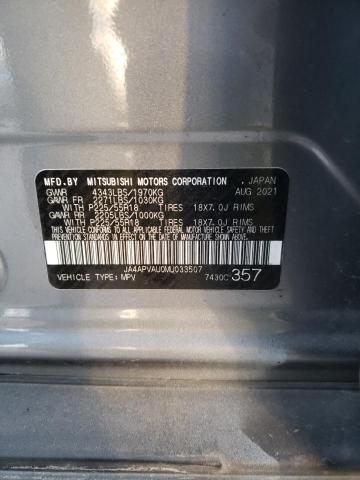 MFD.BY MITSUBISHI MOTORS CORPORATION , JAPAN
GVWR 4343LBS/1970KG AUG 2021
GAWR FR 2271LBS/1030KG
WITH P225/55R18 TIRES 18X7.0J RIMS
GAWR RR 2205LBS/1000KG
WITH P225/55R18 TIRES 18X7.0J RIMS
THIS VEHICLE CONFORMS TO ALL APPLICABLE FEDERAL
MOTOR VEHICLE SAFETY, BUMPER, AND THEFT PREVENTION
STANDARDS IN EFFECT ON THE DATE OF MANUFACTURE
SHOWN ABOVE.
JA4APVAU0MU033507
VEHICLE TYPE: MPV 7430C 357